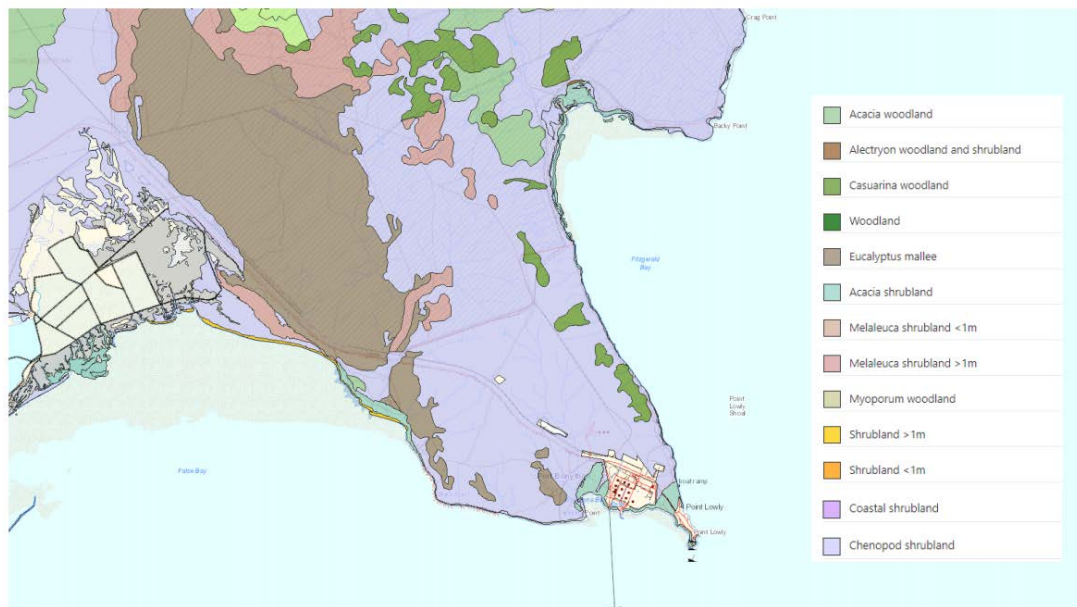 Crag Point
Backy Point
Fitzgerald
Bay
Point
Lowly
Shoal
False Bay
Point Lowly
Point Lowly
Point
Acacia woodland
Alectryon woodland and shrubland
Casuarina woodland
Woodland
Eucalyptus mallee
Acacia shrubland
Melaleuca shrubland <1m
Melaleuca shrubland >1m
Myoporum woodland
Shrubland >1m
Shrubland <1m
Coastal shrubland
Chenopod shrubland